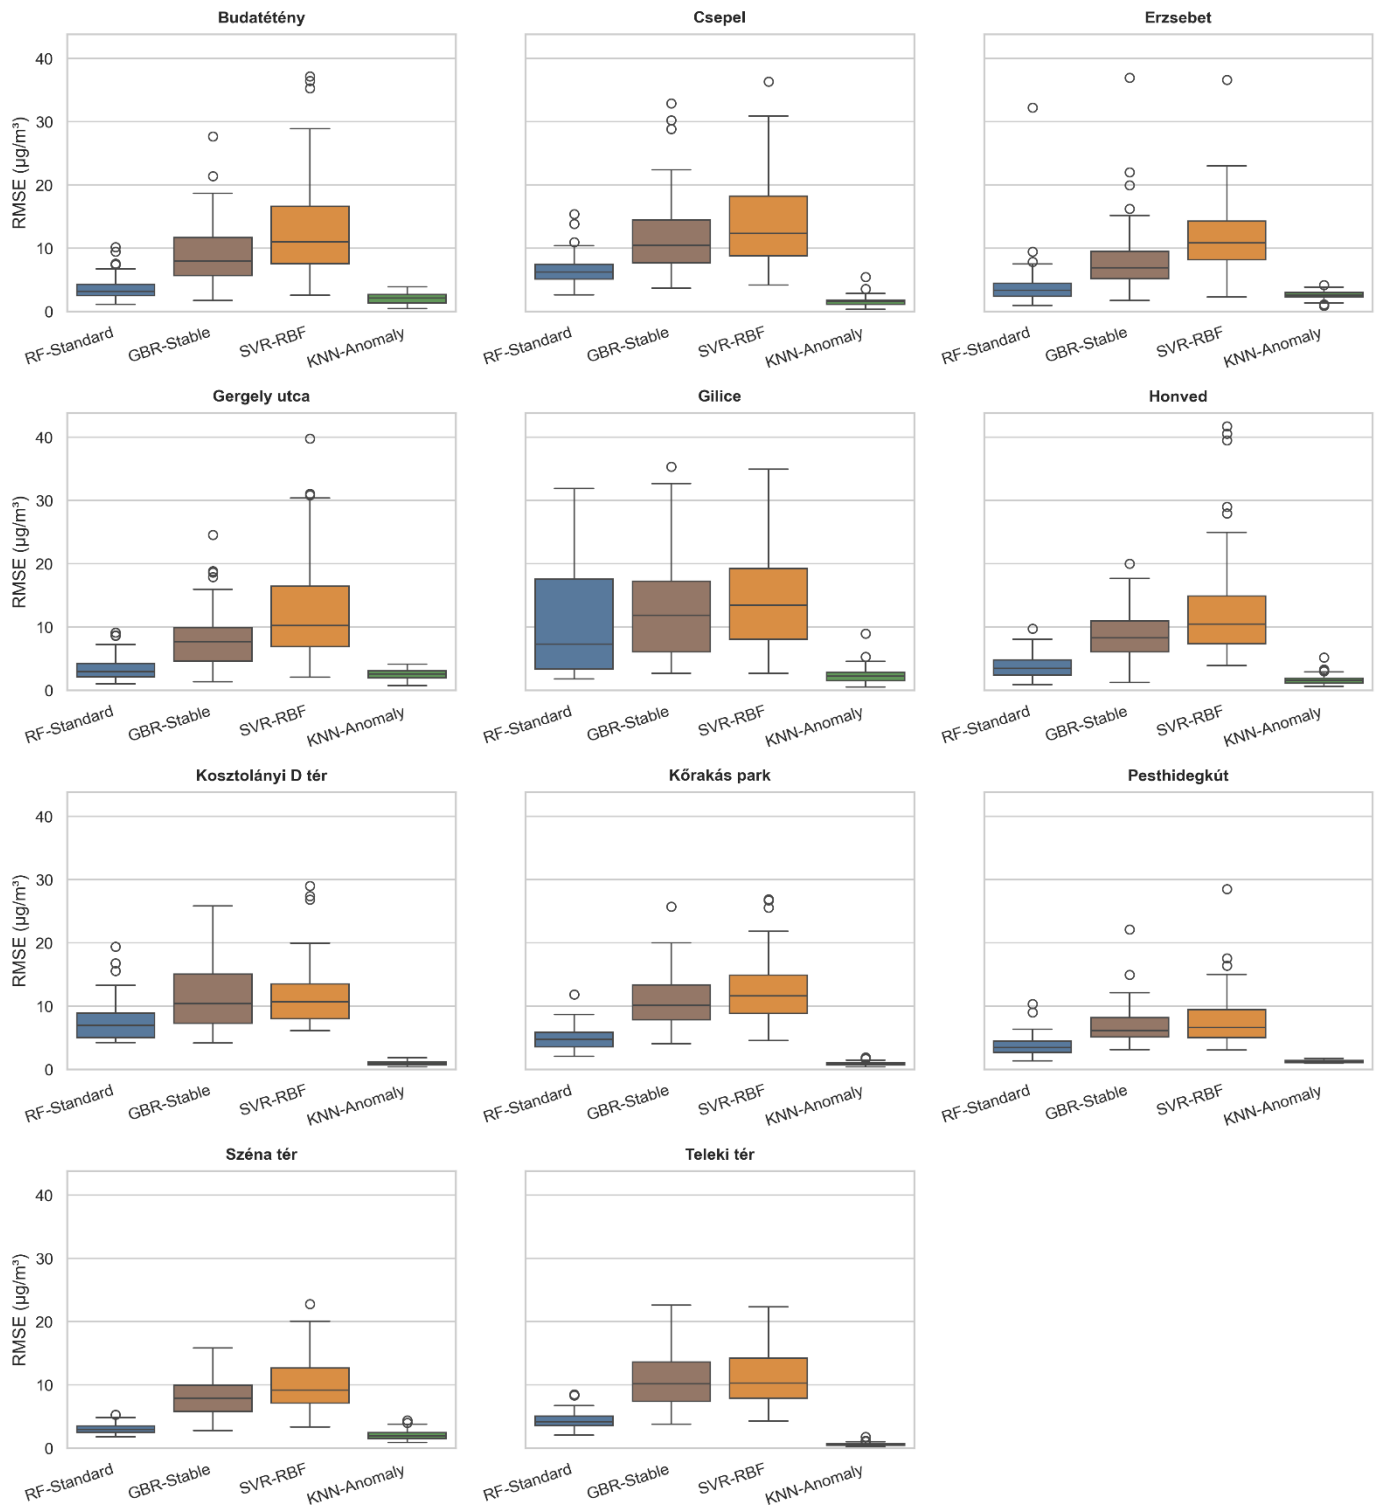 Budatétény
Csepel
Erzsebet
RMSE (µg/m³)
40
30
20
10
0
RF-Standard
GBR-Stable
SVR-RBF
KNN-Anomaly
RF-Standard
GBR-Stable
SVR-RBF
KNN-Anomaly
RF-Standard
GBR-Stable
SVR-RBF
KNN-Anomaly
Gergely utca
Gilice
Honved
RMSE (µg/m³)
40
30
20
10
0
RF-Standard
GBR-Stable
SVR-RBF
KNN-Anomaly
RF-Standard
GBR-Stable
SVR-RBF
KNN-Anomaly
RF-Standard
GBR-Stable
SVR-RBF
KNN-Anomaly
Kosztolányi D tér
Kőrakás park
Pesthidegkút
RMSE (µg/m³)
40
30
20
10
0
RF-Standard
GBR-Stable
SVR-RBF
KNN-Anomaly
RF-Standard
GBR-Stable
SVR-RBF
KNN-Anomaly
RF-Standard
GBR-Stable
SVR-RBF
KNN-Anomaly
Széna tér
Teleki tér
RMSE (µg/m³)
40
30
20
10
0
RF-Standard
GBR-Stable
SVR-RBF
KNN-Anomaly
RF-Standard
GBR-Stable
SVR-RBF
KNN-Anomaly